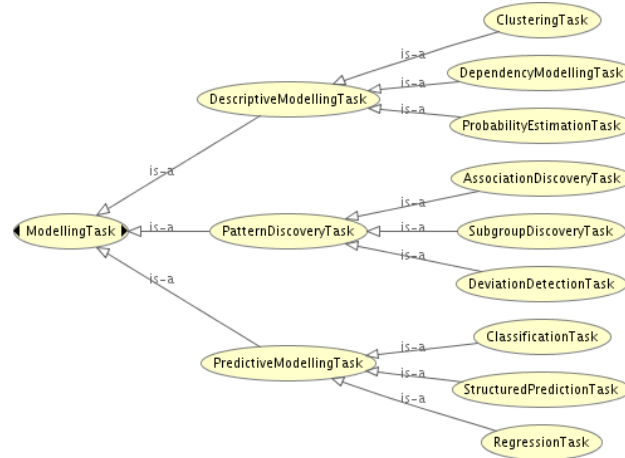 ClusteringTask
is-a
DependencyModellingTask
is-a
DescriptiveModellingTask
is-a
ProbabilityEstimationTask
is-a
AssociationDiscoveryTask
is-a
ModellingTask
is-a
PatternDiscoveryTask
is-a
SubgroupDiscoveryTask
is-a
DeviationDetectionTask
is-a
ClassificationTask
is-a
PredictiveModellingTask
is-a
StructuredPredictionTask
is-a
RegressionTask